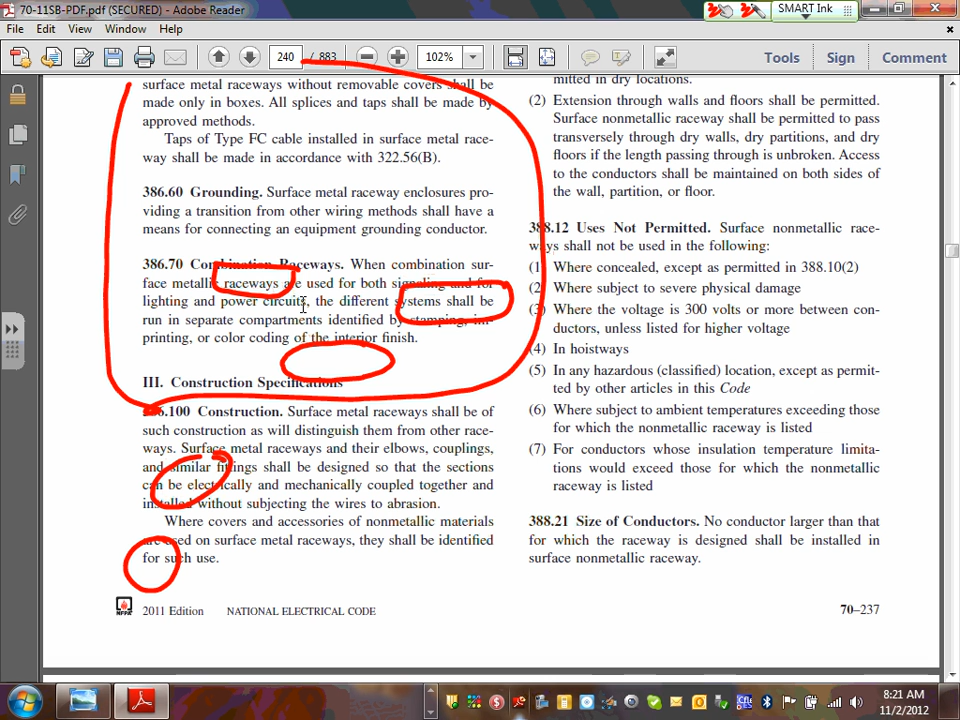 70-11SB-PDF.pdf (SECURED) - Adobe Reader
SMART Ink
File Edit View Window Help
240 / 883
102%
Tools Sign Comment
surface metal raceways without removable covers shall be
made only in boxes. All splices and taps shall be made by
approved methods.
Taps of Type FC cable installed in surface metal race-
way shall be made in accordance with 322.56(B).
386.60 Grounding. Surface metal raceway enclosures pro-
viding a transition from other wiring methods shall have a
means for connecting an equipment grounding conductor.
386.70 Combination Raceways. When combination sur-
face metallic raceways are used for both signaling and for
lighting and power circuits, the different systems shall be
run in separate compartments identified by stamping, im-
printing, or color coding of the interior finish.
III. Construction Specifications
386.100 Construction. Surface metal raceways shall be of
such construction as will distinguish them from other race-
ways. Surface metal raceways and their elbows, couplings,
and similar fittings shall be designed so that the sections
can be electrically and mechanically coupled together and
installed without subjecting the wires to abrasion.
Where covers and accessories of nonmetallic materials
are used on surface metal raceways, they shall be identified
for such use.
mitted in dry locations.
(2) Extension through walls and floors shall be permitted.
Surface nonmetallic raceway shall be permitted to pass
transversely through dry walls, dry partitions, and dry
floors if the length passing through is unbroken. Access
to the conductors shall be maintained on both sides of
the wall, partition, or floor.
388.12 Uses Not Permitted. Surface nonmetallic race-
ways shall not be used in the following:
(1) Where concealed, except as permitted in 388.10(2)
(2) Where subject to severe physical damage
(3) Where the voltage is 300 volts or more between con-
ductors, unless listed for higher voltage
(4) In hoistways
(5) In any hazardous (classified) location, except as permit-
ted by other articles in this Code
(6) Where subject to ambient temperatures exceeding those
for which the nonmetallic raceway is listed
(7) For conductors whose insulation temperature limita-
tions would exceed those for which the nonmetallic
raceway is listed
388.21 Size of Conductors. No conductor larger than that
for which the raceway is designed shall be installed in
surface nonmetallic raceway.
NFPA 2011 Edition NATIONAL ELECTRICAL CODE
70–237
8:21 AM
11/2/2012